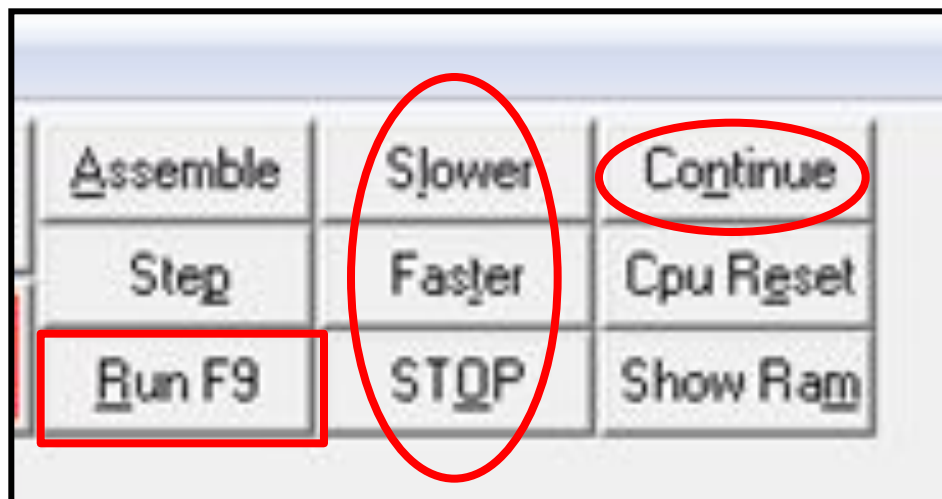 Assemble Slower Continue
Step Faster Cpu Reset
Run F9 STOP Show Ram